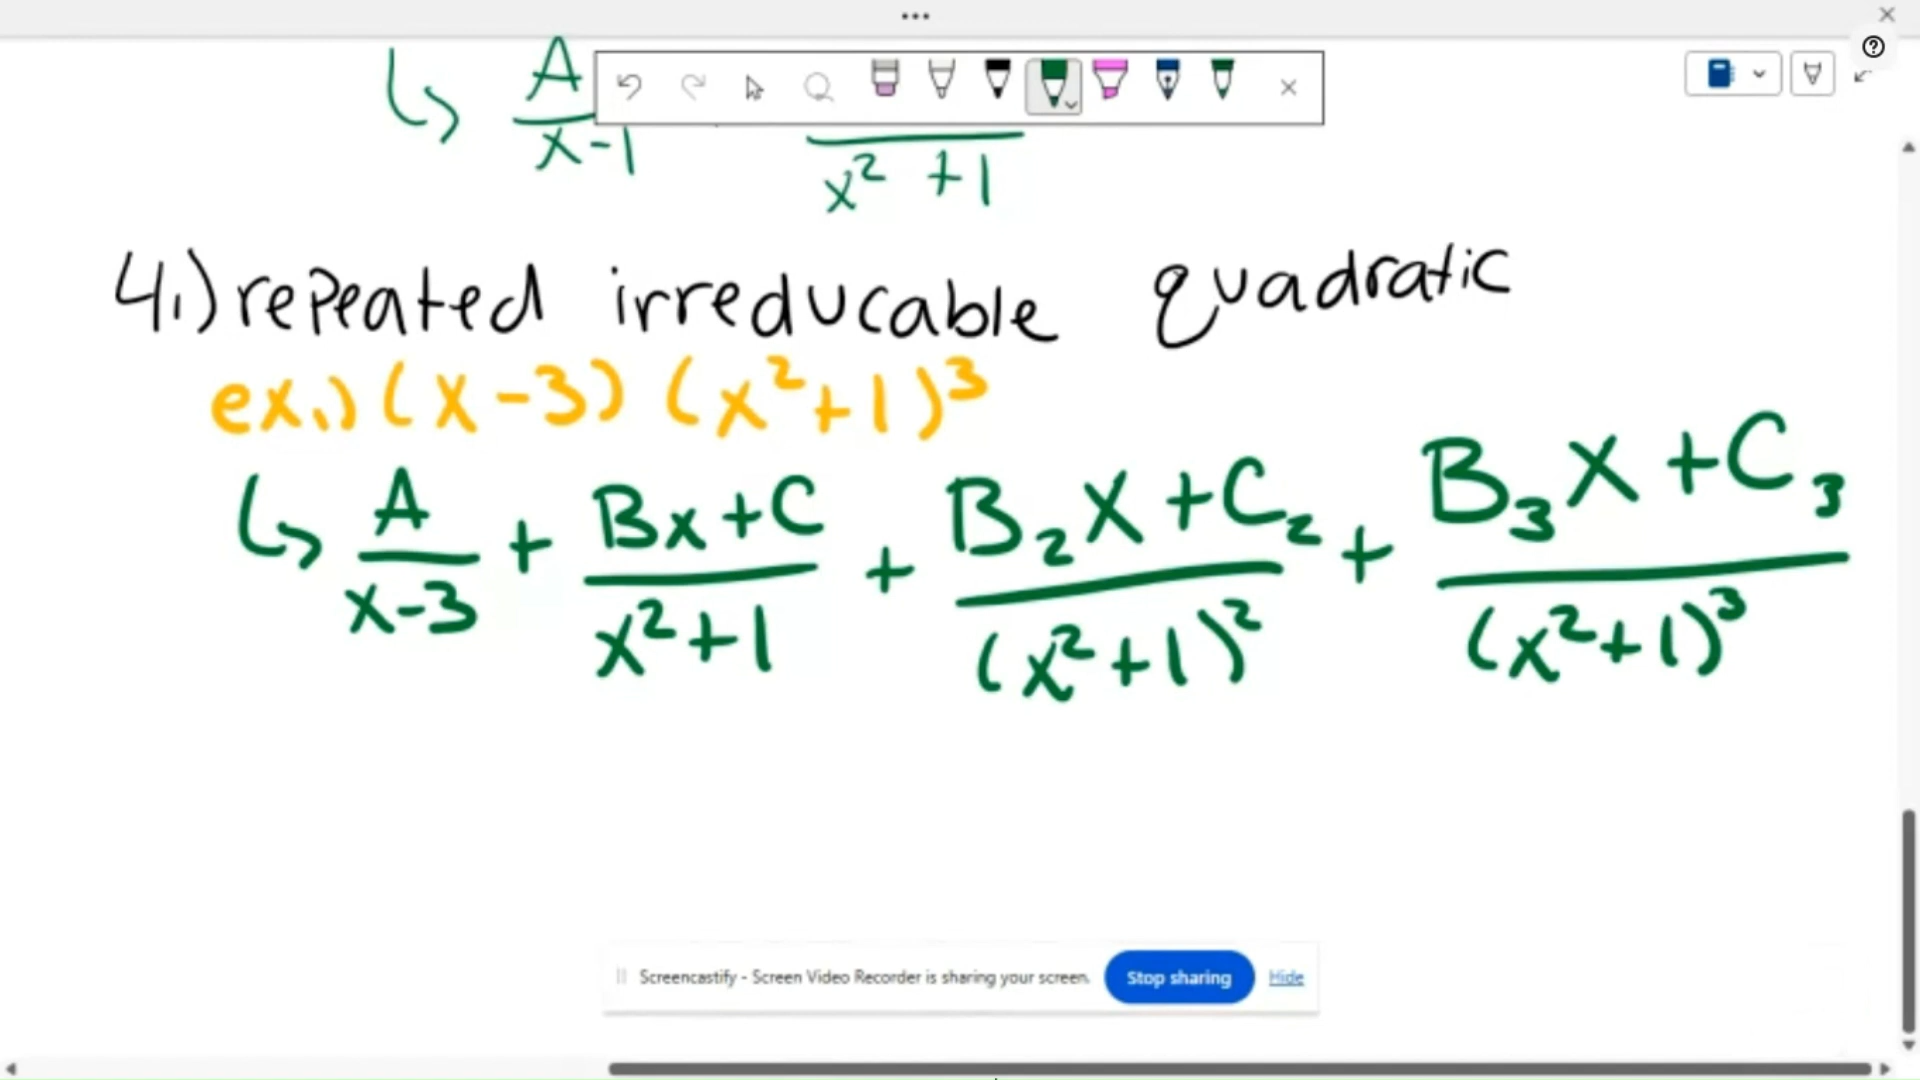 ↳ A/(x-1)   /(x² +1)
4.) repeated irreducable quadratic
ex.) (x-3) (x²+1)³
↳ A/(x-3) + (Bx+C)/(x²+1) + (B₂X+C₂)/(x²+1)² + (B₃X+C₃)/(x²+1)³
Screencastify - Screen Video Recorder is sharing your screen. Stop sharing Hide